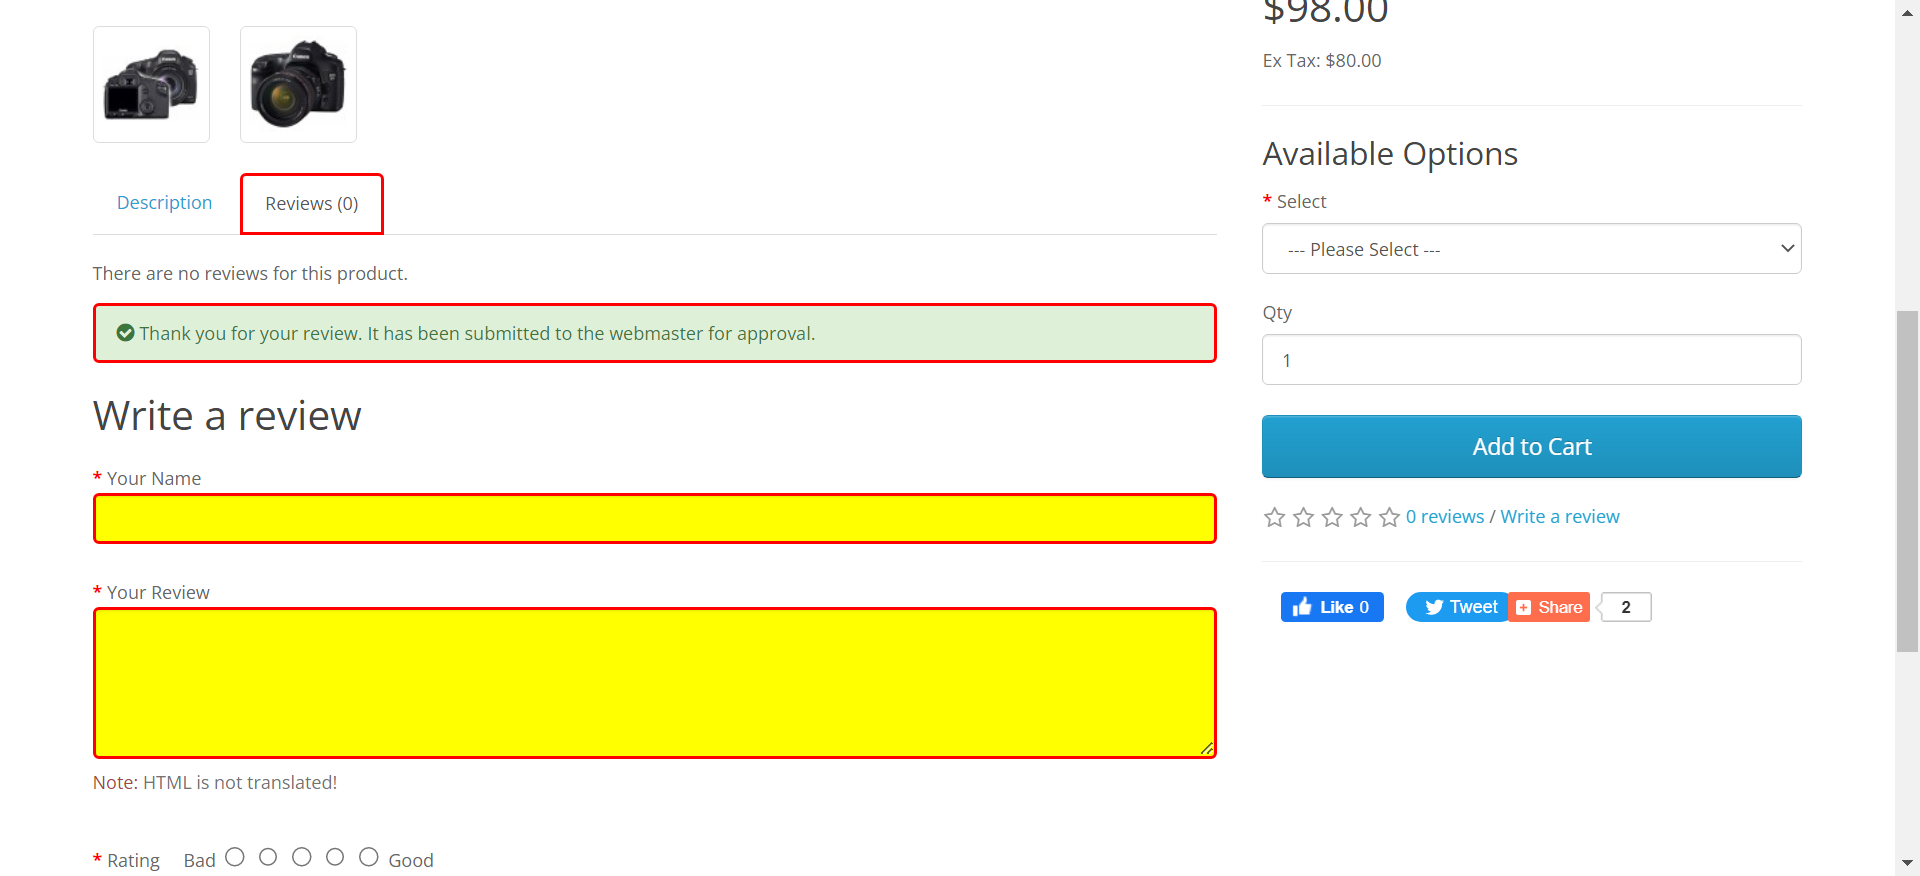 $98.00
Ex Tax: $80.00
Description
Reviews (0)
There are no reviews for this product.
Thank you for your review. It has been submitted to the webmaster for approval.
Write a review
* Your Name
* Your Review
Note: HTML is not translated!
* Rating Bad Good
Available Options
* Select
--- Please Select ---
Qty
1
Add to Cart
0 reviews / Write a review
Like 0
Tweet
Share
2